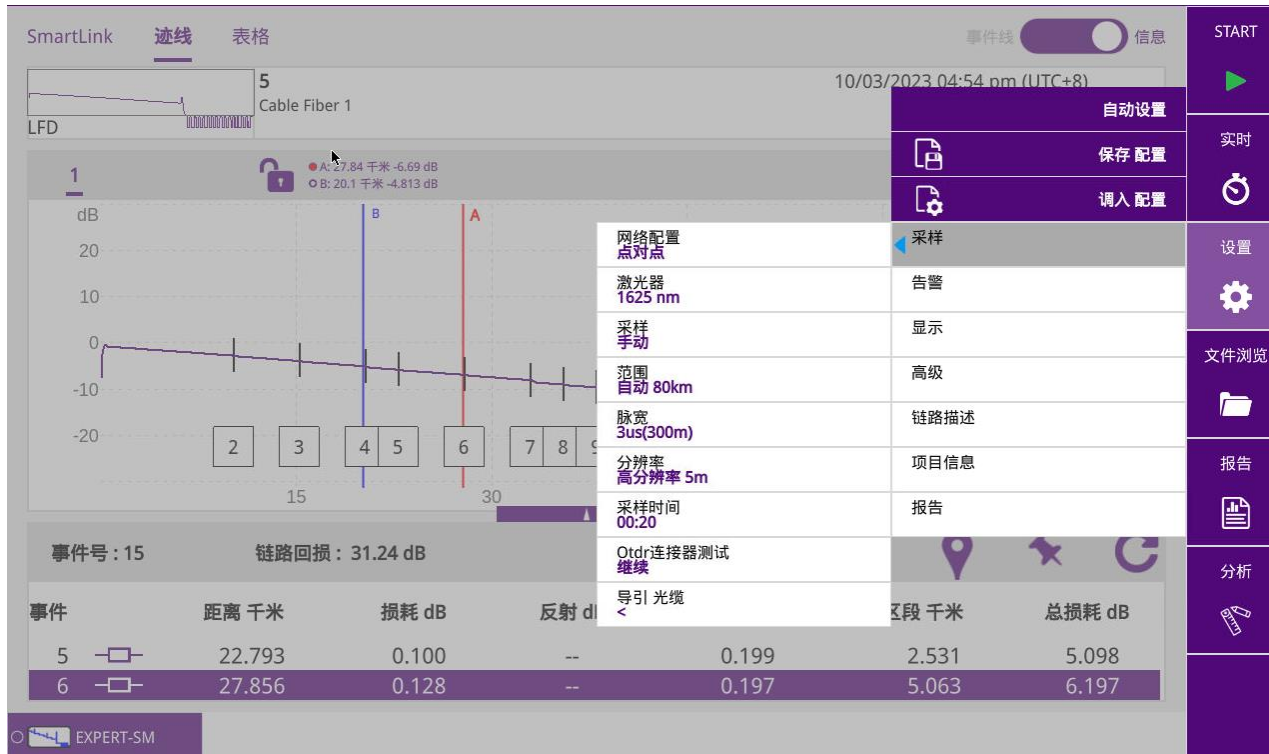 SmartLink 迹线 表格 事件线 信息
START
5
Cable Fiber 1
10/03/2023 04:54 pm (UTC+8)
LFD
自动设置
保存 配置
调入 配置
实时
1
A: 27.84 千米 -6.69 dB
B: 20.1 千米 -4.813 dB
dB
B
A
20
10
0
-10
-20
2 3 4 5 6 7 8
15
30
网络配置
点对点
激光器
1625 nm
采样
手动
范围
自动 80km
脉宽
3us(300m)
分辨率
高分辨率 5m
采样时间
00:20
Otdr连接器测试
继续
导引 光缆
<
采样
告警
显示
高级
链路描述
项目信息
报告
设置
文件浏览
报告
分析
事件号 : 15 链路回损 : 31.24 dB
事件 距离 千米 损耗 dB 反射 区段 千米 总损耗 dB
5 22.793 0.100 -- 0.199 2.531 5.098
6 27.856 0.128 -- 0.197 5.063 6.197
EXPERT-SM